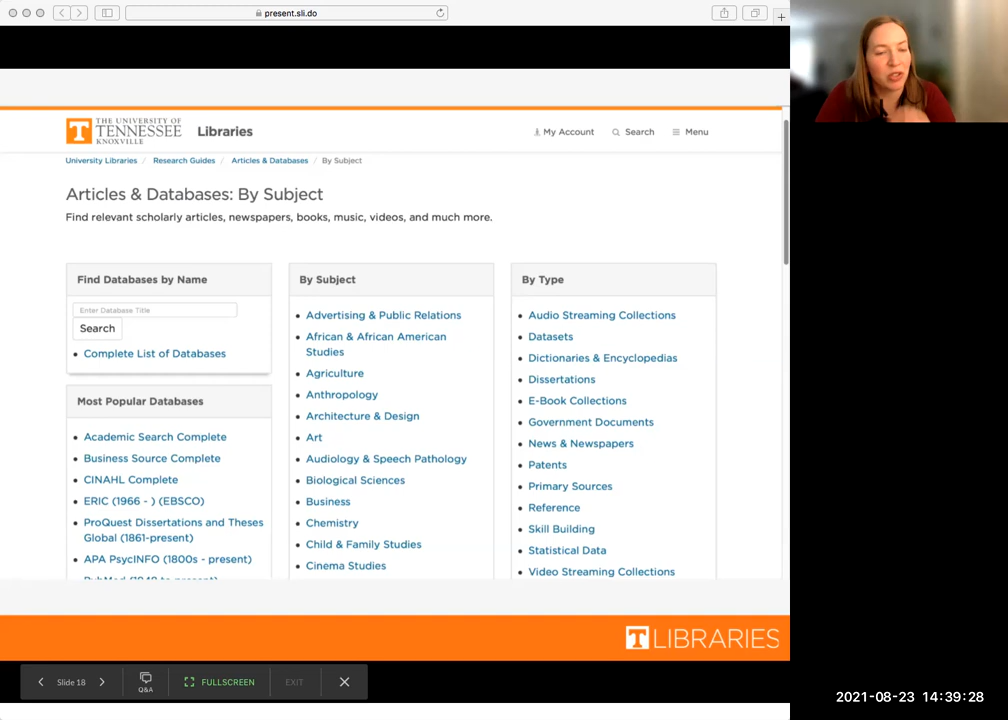 present.sli.do
THE UNIVERSITY OF
TENNESSEE
KNOXVILLE
Libraries
My Account
Search
Menu
University Libraries / Research Guides / Articles & Databases / By Subject
Articles & Databases: By Subject
Find relevant scholarly articles, newspapers, books, music, videos, and much more.
Find Databases by Name
Enter Database Title
Search
Complete List of Databases
Most Popular Databases
Academic Search Complete
Business Source Complete
CINAHL Complete
ERIC (1966 - ) (EBSCO)
ProQuest Dissertations and Theses
Global (1861-present)
APA PsycINFO (1800s - present)
By Subject
Advertising & Public Relations
African & African American
Studies
Agriculture
Anthropology
Architecture & Design
Art
Audiology & Speech Pathology
Biological Sciences
Business
Chemistry
Child & Family Studies
Cinema Studies
By Type
Audio Streaming Collections
Datasets
Dictionaries & Encyclopedias
Dissertations
E-Book Collections
Government Documents
News & Newspapers
Patents
Primary Sources
Reference
Skill Building
Statistical Data
Video Streaming Collections
T LIBRARIES
Slide 18
Q&A
FULLSCREEN
EXIT
2021-08-23 14:39:28